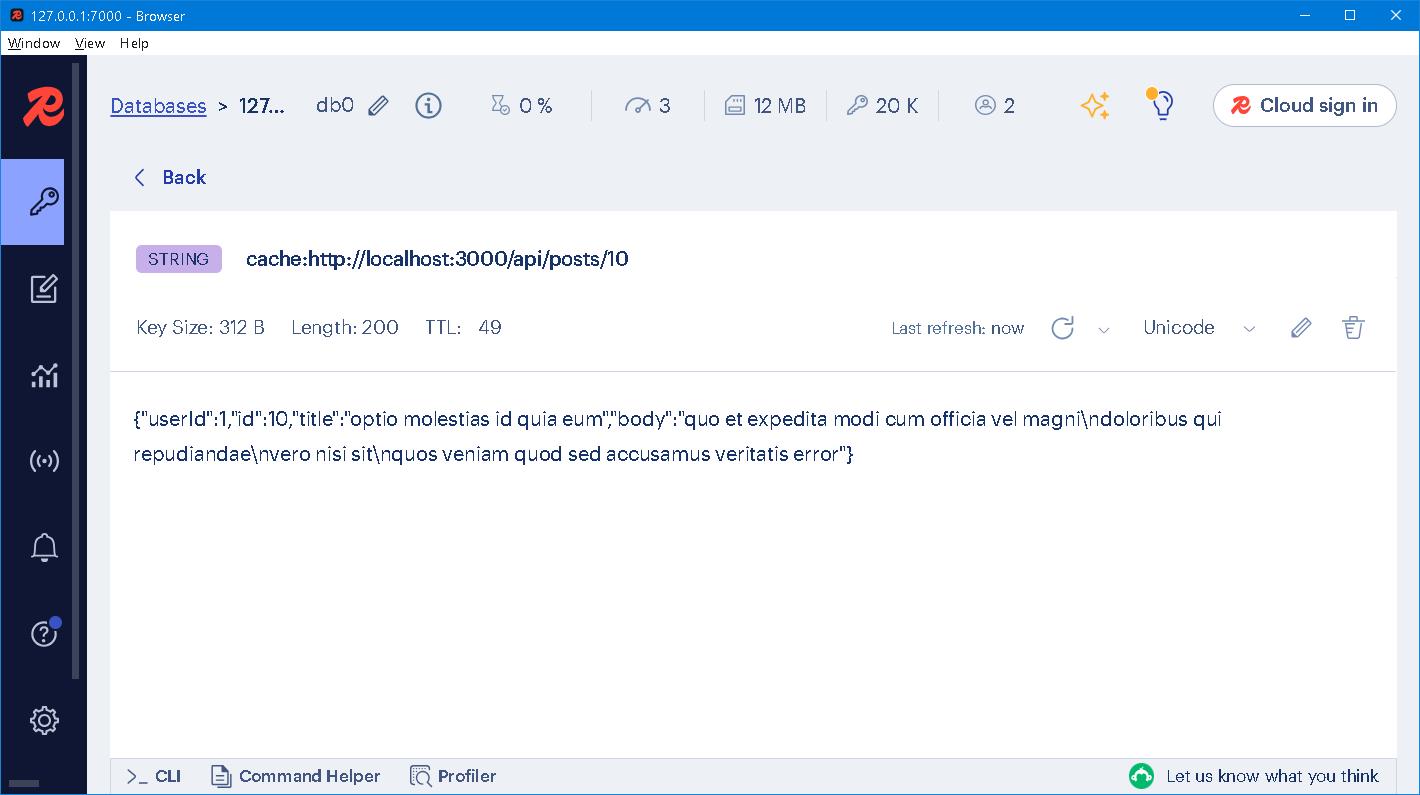 127.0.0.1:7000 - Browser
Window View Help
Databases > 127... db0 0 % 3 12 MB 20 K 2 Cloud sign in
Back
STRING cache:http://localhost:3000/api/posts/10
Key Size: 312 B Length: 200 TTL: 49 Last refresh: now Unicode
{"userId":1,"id":10,"title":"optio molestias id quia eum","body":"quo et expedita modi cum officia vel magni\ndoloribus qui
repudiandae\nvero nisi sit\nquos veniam quod sed accusamus veritatis error"}
>_ CLI Command Helper Profiler Let us know what you think